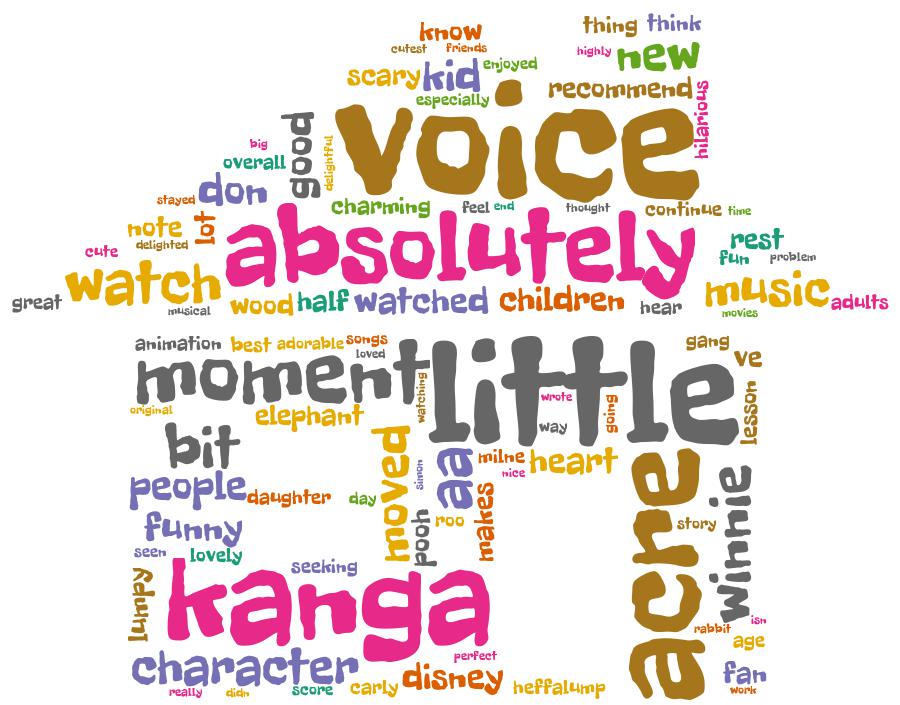 know
thing
think
cutest
friends
highly
new
scary
kid
enjoyed
especially
recommend
hilarious
voice
good
delightful
big
overall
don
stayed
charming
feel
end
thought
continue
time
note
lot
delighted
absolutely
rest
cute
fun
problem
watch
great
musical
wood
half
watched
children
hear
music
adults
movies
animation
best
adorable
songs
loved
gang
ve
moment
little
watching
wrote
going
lesson
original
elephant
way
bit
moved
simon
aa
milne
nice
heart
acre
winnie
people
daughter
day
pooh
roo
makes
story
funny
seen
lovely
seeking
lumpy
kanga
rabbit
isn
age
character
perfect
disney
fan
work
really
didn
score
carly
heffalump